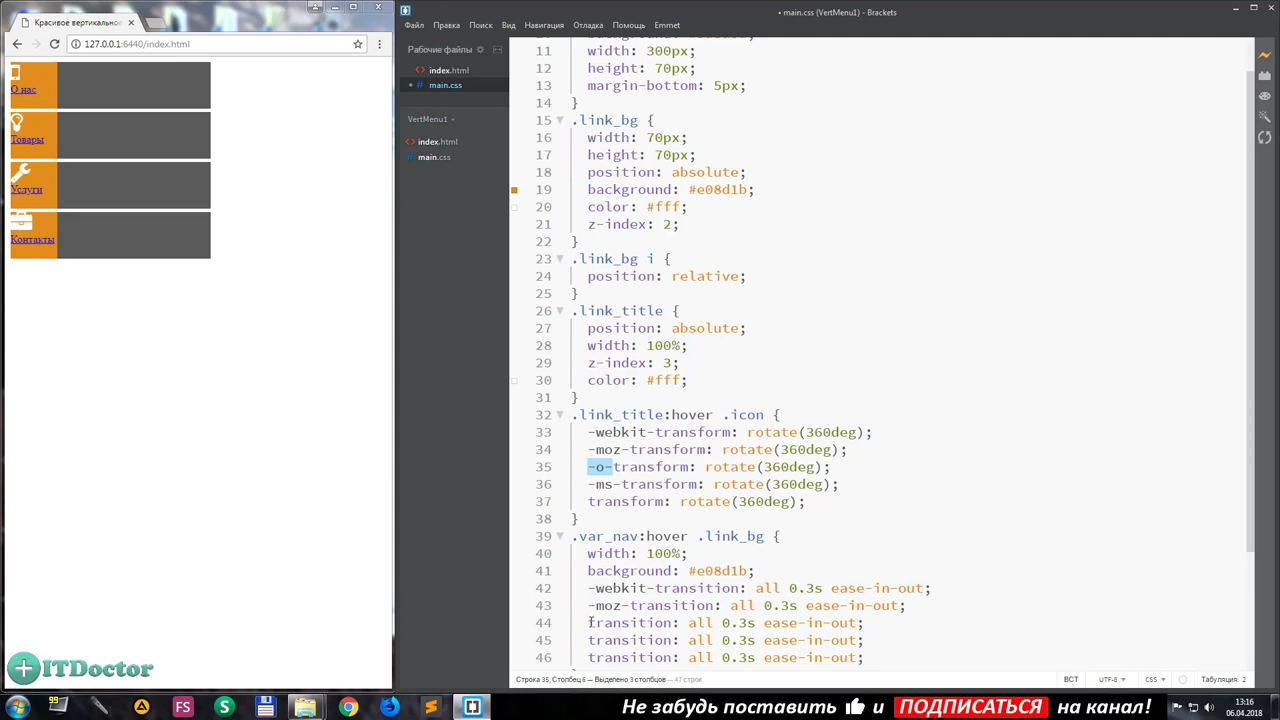 Красивое вертикальное
127.0.0.1:6440/index.html
О нас
Товары
Услуги
Контакты
ITDoctor
• main.css (VertMenu1) - Brackets
Файл Правка Поиск Вид Навигация Отладка Помощь Emmet
Рабочие файлы
<> index.html
• # main.css
VertMenu1
<> index.html
# main.css
11 width: 300px;
12 height: 70px;
13 margin-bottom: 5px;
14 }
15 .link_bg {
16 width: 70px;
17 height: 70px;
18 position: absolute;
19 background: #e08d1b;
20 color: #fff;
21 z-index: 2;
22 }
23 .link_bg i {
24 position: relative;
25 }
26 .link_title {
27 position: absolute;
28 width: 100%;
29 z-index: 3;
30 color: #fff;
31 }
32 .link_title:hover .icon {
33 -webkit-transform: rotate(360deg);
34 -moz-transform: rotate(360deg);
35 -o-transform: rotate(360deg);
36 -ms-transform: rotate(360deg);
37 transform: rotate(360deg);
38 }
39 .var_nav:hover .link_bg {
40 width: 100%;
41 background: #e08d1b;
42 -webkit-transition: all 0.3s ease-in-out;
43 -moz-transition: all 0.3s ease-in-out;
44 transition: all 0.3s ease-in-out;
45 transition: all 0.3s ease-in-out;
46 transition: all 0.3s ease-in-out;
Строка 35, Столбец 6 — Выделено 3 столбцов — 47 строк
ВСТ UTF-8 CSS Табуляция: 2
Не забудь поставить и ПОДПИСАТЬСЯ на канал!
13:16
06.04.2018